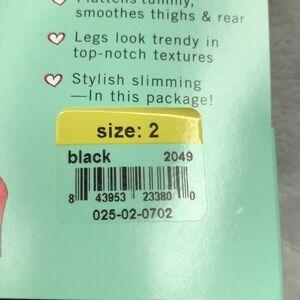 Flattens tummy,
smoothes thighs & rear
Legs look trendy in
top-notch textures
Stylish slimming
—In this package!
size: 2
black 2049
8 43953 23380 0
025-02-0702